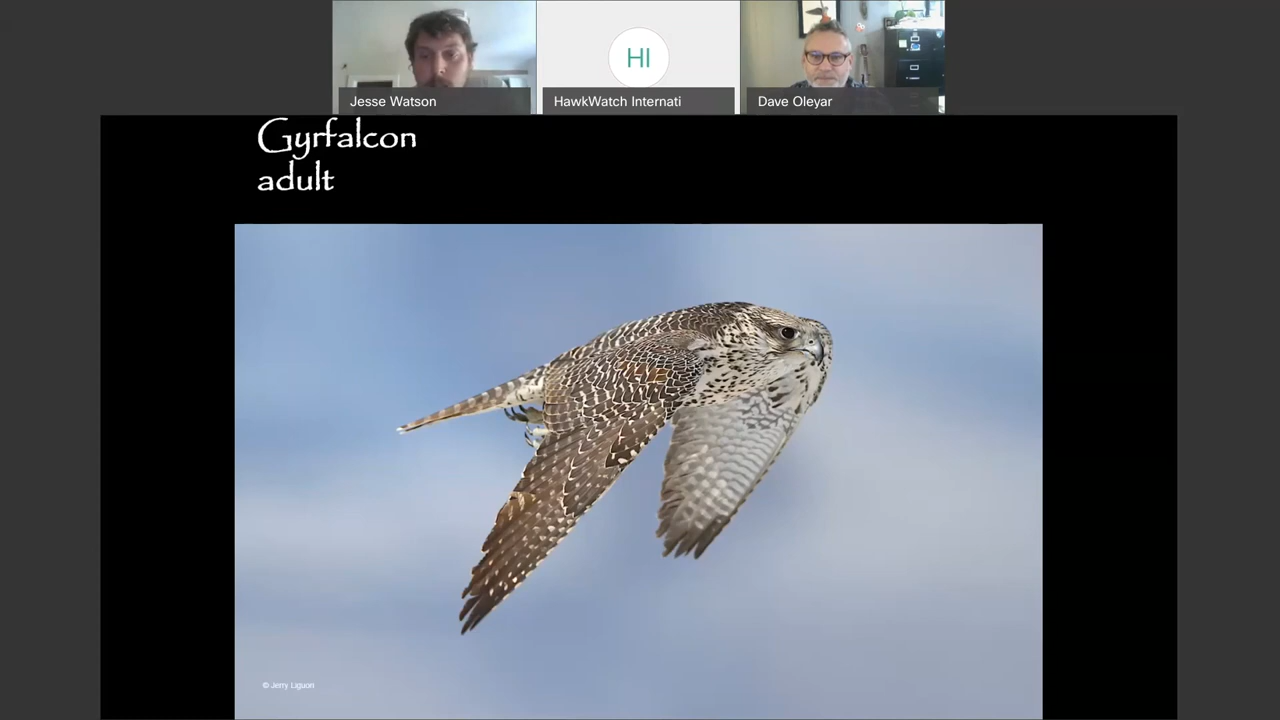 HI
Jesse Watson
HawkWatch Internati
Dave Oleyar
Gyrfalcon
adult
© Jerry Liguori